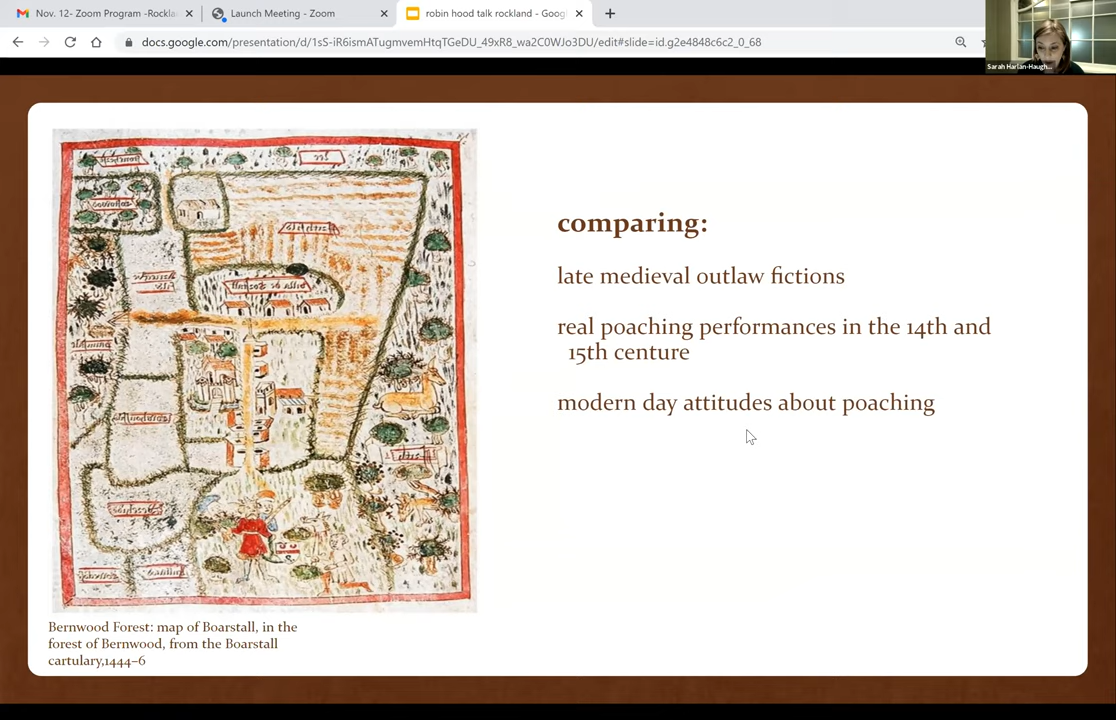 Nov. 12- Zoom Program -Rockla
Launch Meeting - Zoom
robin hood talk rockland - Goog
docs.google.com/presentation/d/1sS-iR6ismATugmvemHtqTGeDU_49xR8_wa2C0WJo3DU/edit#slide=id.g2e4848c6c2_0_68
Sarah Harlan-Haugh...
comparing:
late medieval outlaw fictions
real poaching performances in the 14th and
15th centure
modern day attitudes about poaching
Bernwood Forest: map of Boarstall, in the
forest of Bernwood, from the Boarstall
cartulary,1444–6